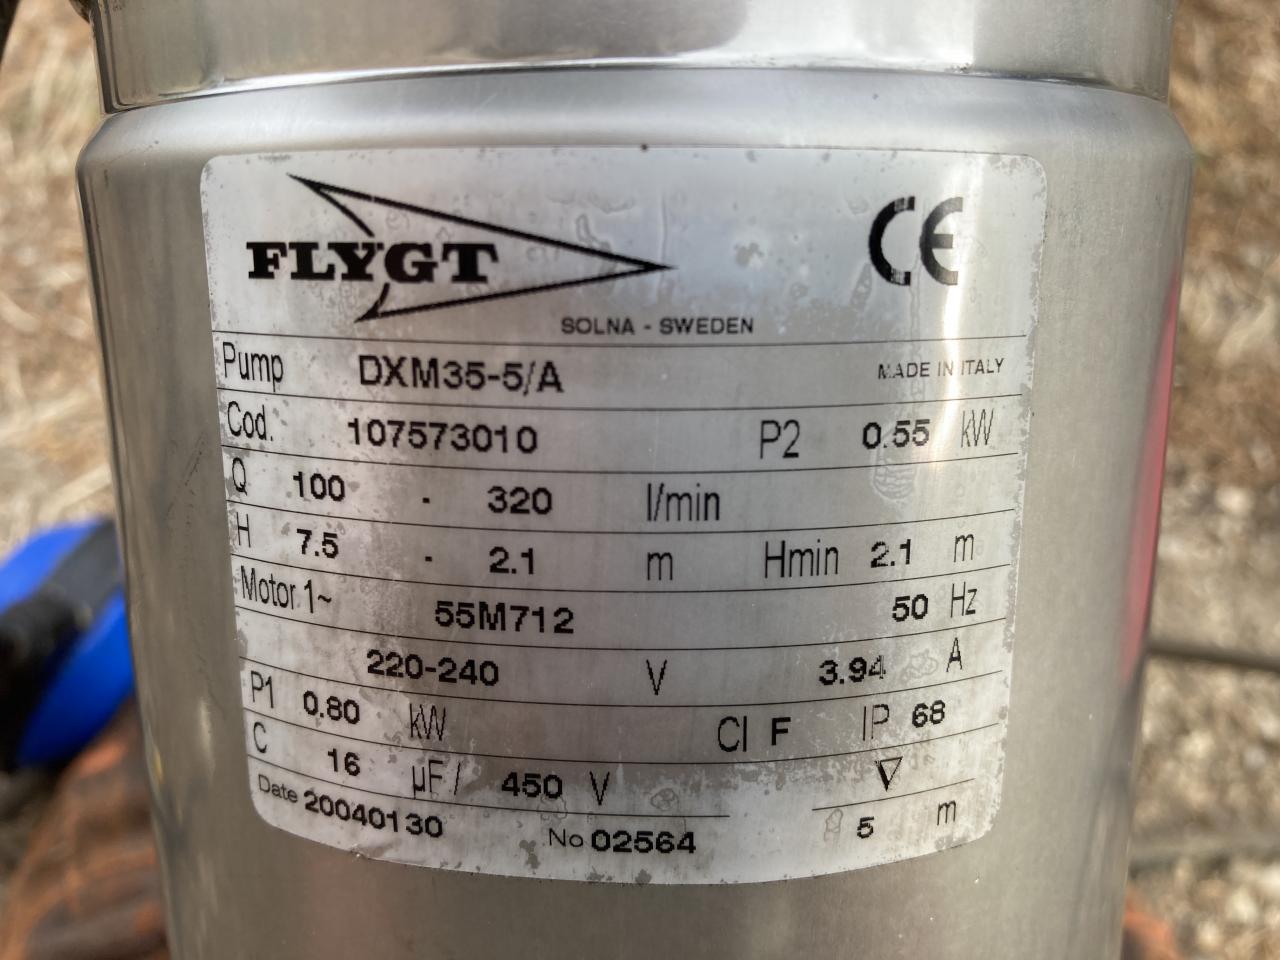 FLYGT
CE
SOLNA - SWEDEN
Pump DXM35-5/A MADE IN ITALY
Cod. 107573010 P2 0.55 kW
Q 100 - 320 l/min
H 7.5 - 2.1 m Hmin 2.1 m
Motor 1~ 55M712 50 Hz
220-240 V 3.94 A
P1 0.80 kW Cl F IP 68
C 16 µF/ 450 V ▽
Date 20040130 No 02564 5 m